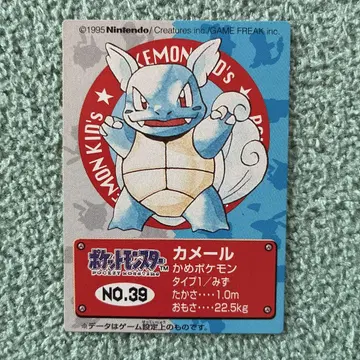 ©1995 Nintendo/Creatures inc./GAME FREAK inc.
POKEMON KID's
ポケットモンスター™
POCKET MONSTERS
NO.39
カメール
かめポケモン
タイプ1/みず
たかさ‥‥1.0m
おもさ‥‥22.5kg
※データはゲーム設定上のものです。